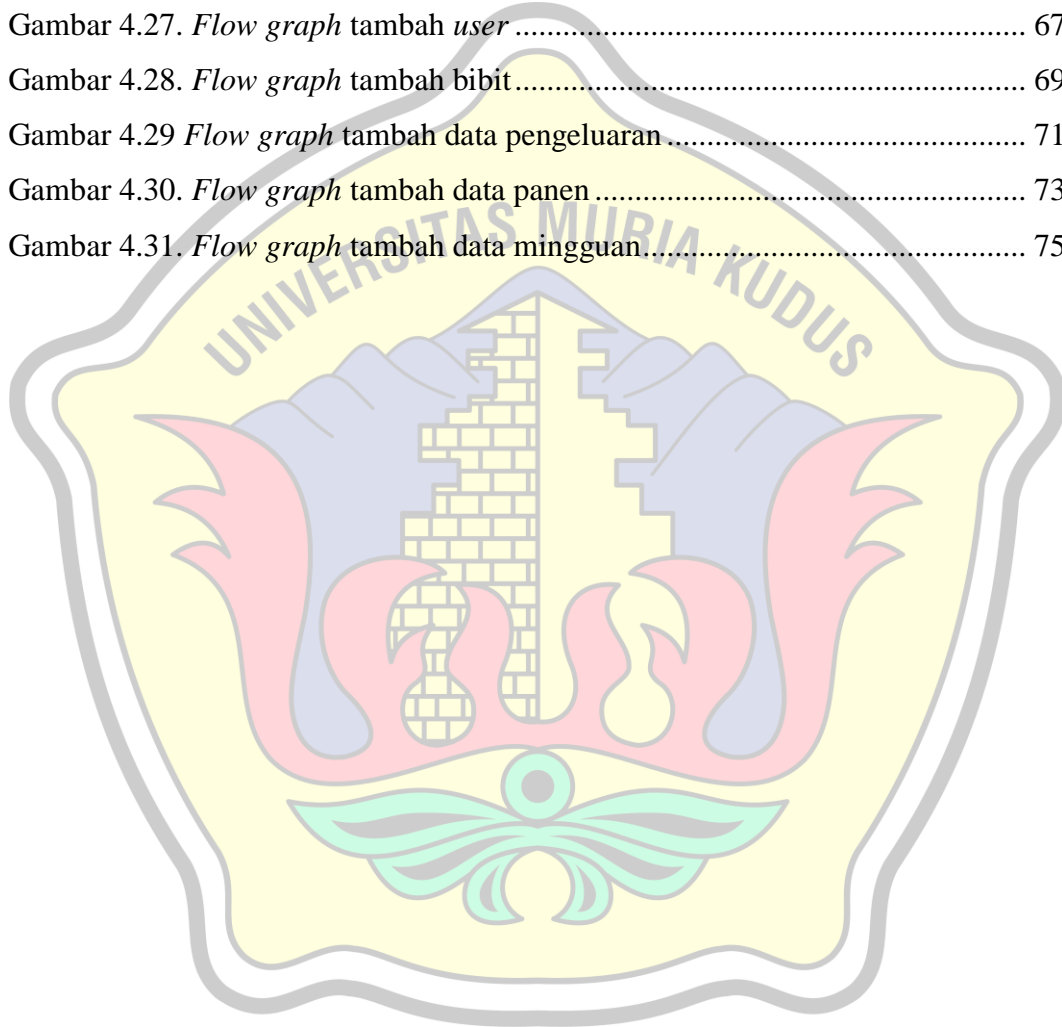 Gambar 4.27. Flow graph tambah user ........................................................................ 67
Gambar 4.28. Flow graph tambah bibit ........................................................................ 69
Gambar 4.29 Flow graph tambah data pengeluaran .................................................... 71
Gambar 4.30. Flow graph tambah data panen ............................................................. 73
Gambar 4.31. Flow graph tambah data mingguan ....................................................... 75
UNIVERSITAS MURIA KUDUS